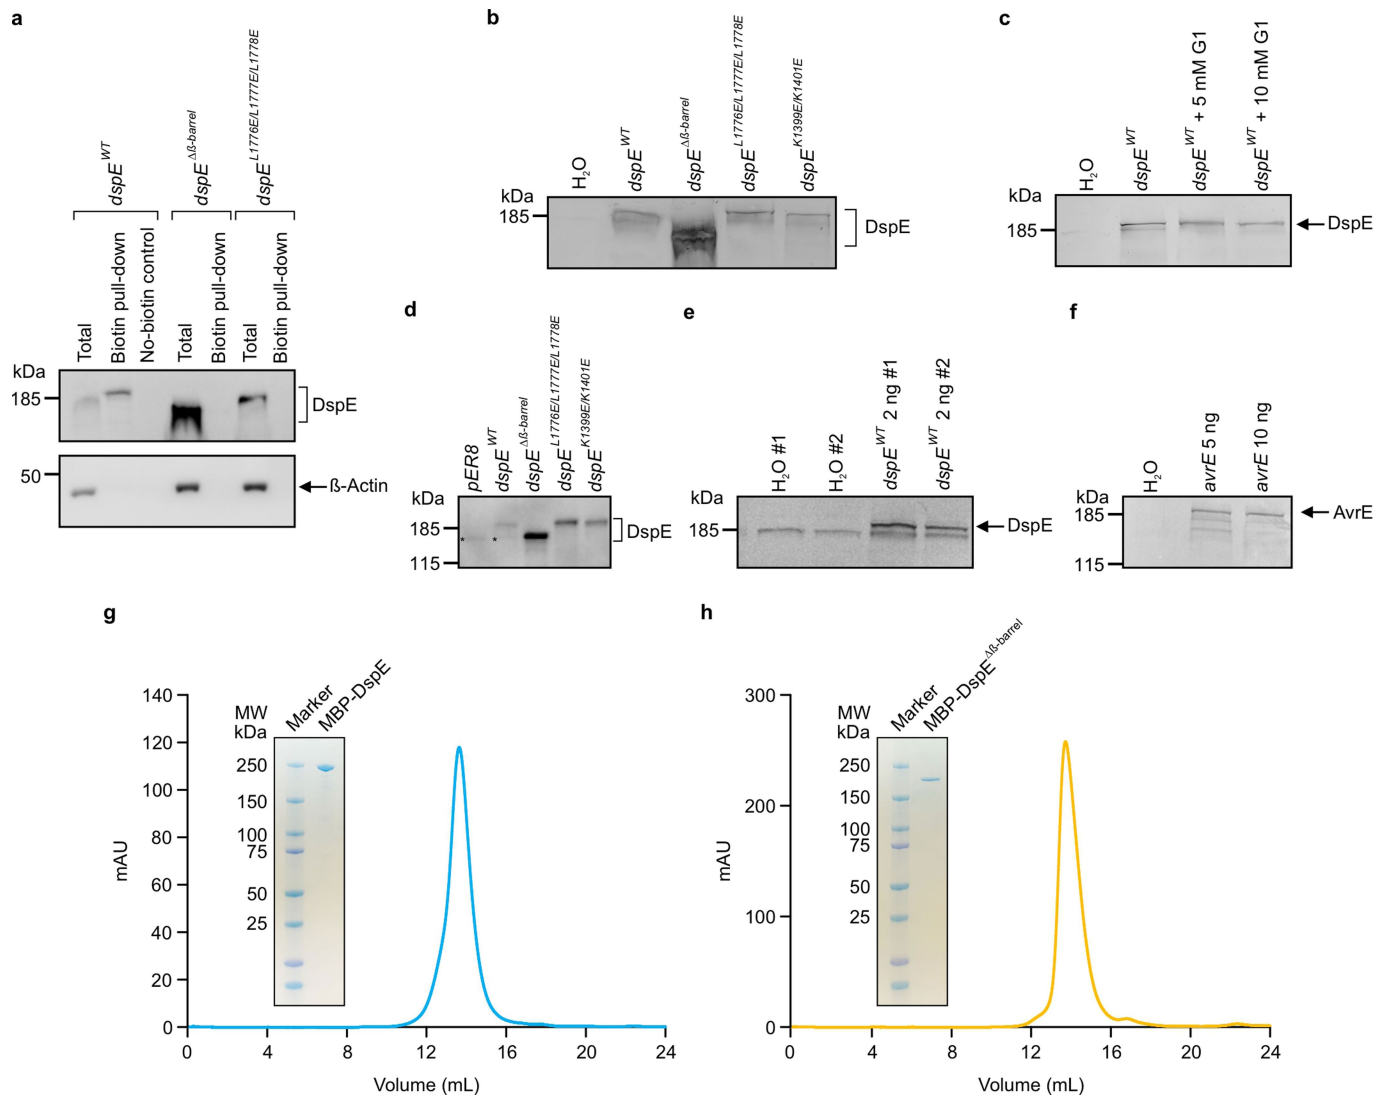 a
dspE^WT
dspE^Δß-barrel
dspE^L1776E/L1777E/L1778E
Total
Biotin pull-down
No-biotin control
Total
Biotin pull-down
Total
Biotin pull-down
kDa
185
DspE
50
ß-Actin
b
H₂O
dspE^WT
dspE^Δß-barrel
dspE^L1776E/L1777E/L1778
dspE^K1399E/K1401E
kDa
185
DspE
c
H₂O
dspE^WT
dspE^WT + 5 mM G1
dspE^WT + 10 mM G1
kDa
185
DspE
d
pER8
dspE^WT
dspE^Δß-barrel
dspE^L1776E/L1777E/L1778E
dspE^K1399E/K1401E
kDa
185
* *
DspE
115
e
H₂O #1
H₂O #2
dspE^WT 2 ng #1
dspE^WT 2 ng #2
kDa
185
DspE
f
H₂O
avrE 5 ng
avrE 10 ng
kDa
185
AvrE
115
g
140
120
100
80
60
40
20
0
mAU
MW
kDa
Marker
MBP-DspE
250
150
100
75
50
25
0 4 8 12 16 20 24
Volume (mL)
h
300
200
100
0
mAU
MW
kDa
Marker
MBP-DspE^Δß-barrel
250
150
100
75
50
25
0 4 8 12 16 20 24
Volume (mL)